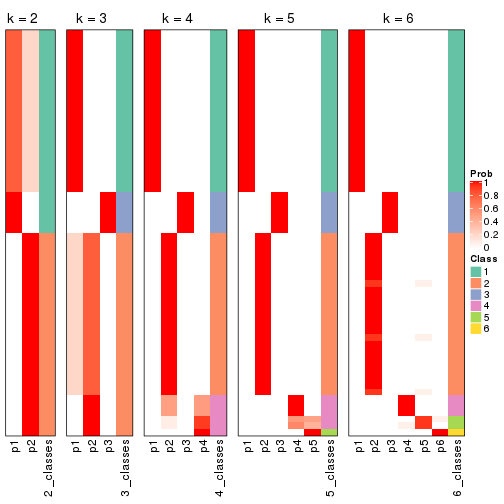 k = 2
k = 3
k = 4
k = 5
k = 6
Prob
1
0.8
0.6
0.4
0.2
0
Class
1
2
3
4
5
6
p1
p2
2_classes
p1
p2
p3
3_classes
p1
p2
p3
p4
4_classes
p1
p2
p3
p4
p5
5_classes
p1
p2
p3
p4
p5
p6
6_classes